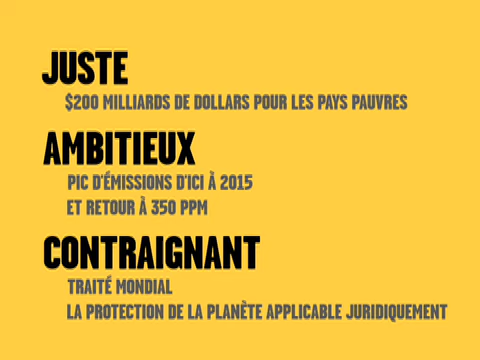 JUSTE
$200 MILLIARDS DE DOLLARS POUR LES PAYS PAUVRES
AMBITIEUX
PIC D'ÉMISSIONS D'ICI À 2015
ET RETOUR À 350 PPM
CONTRAIGNANT
TRAITÉ MONDIAL
LA PROTECTION DE LA PLANÈTE APPLICABLE JURIDIQUEMENT